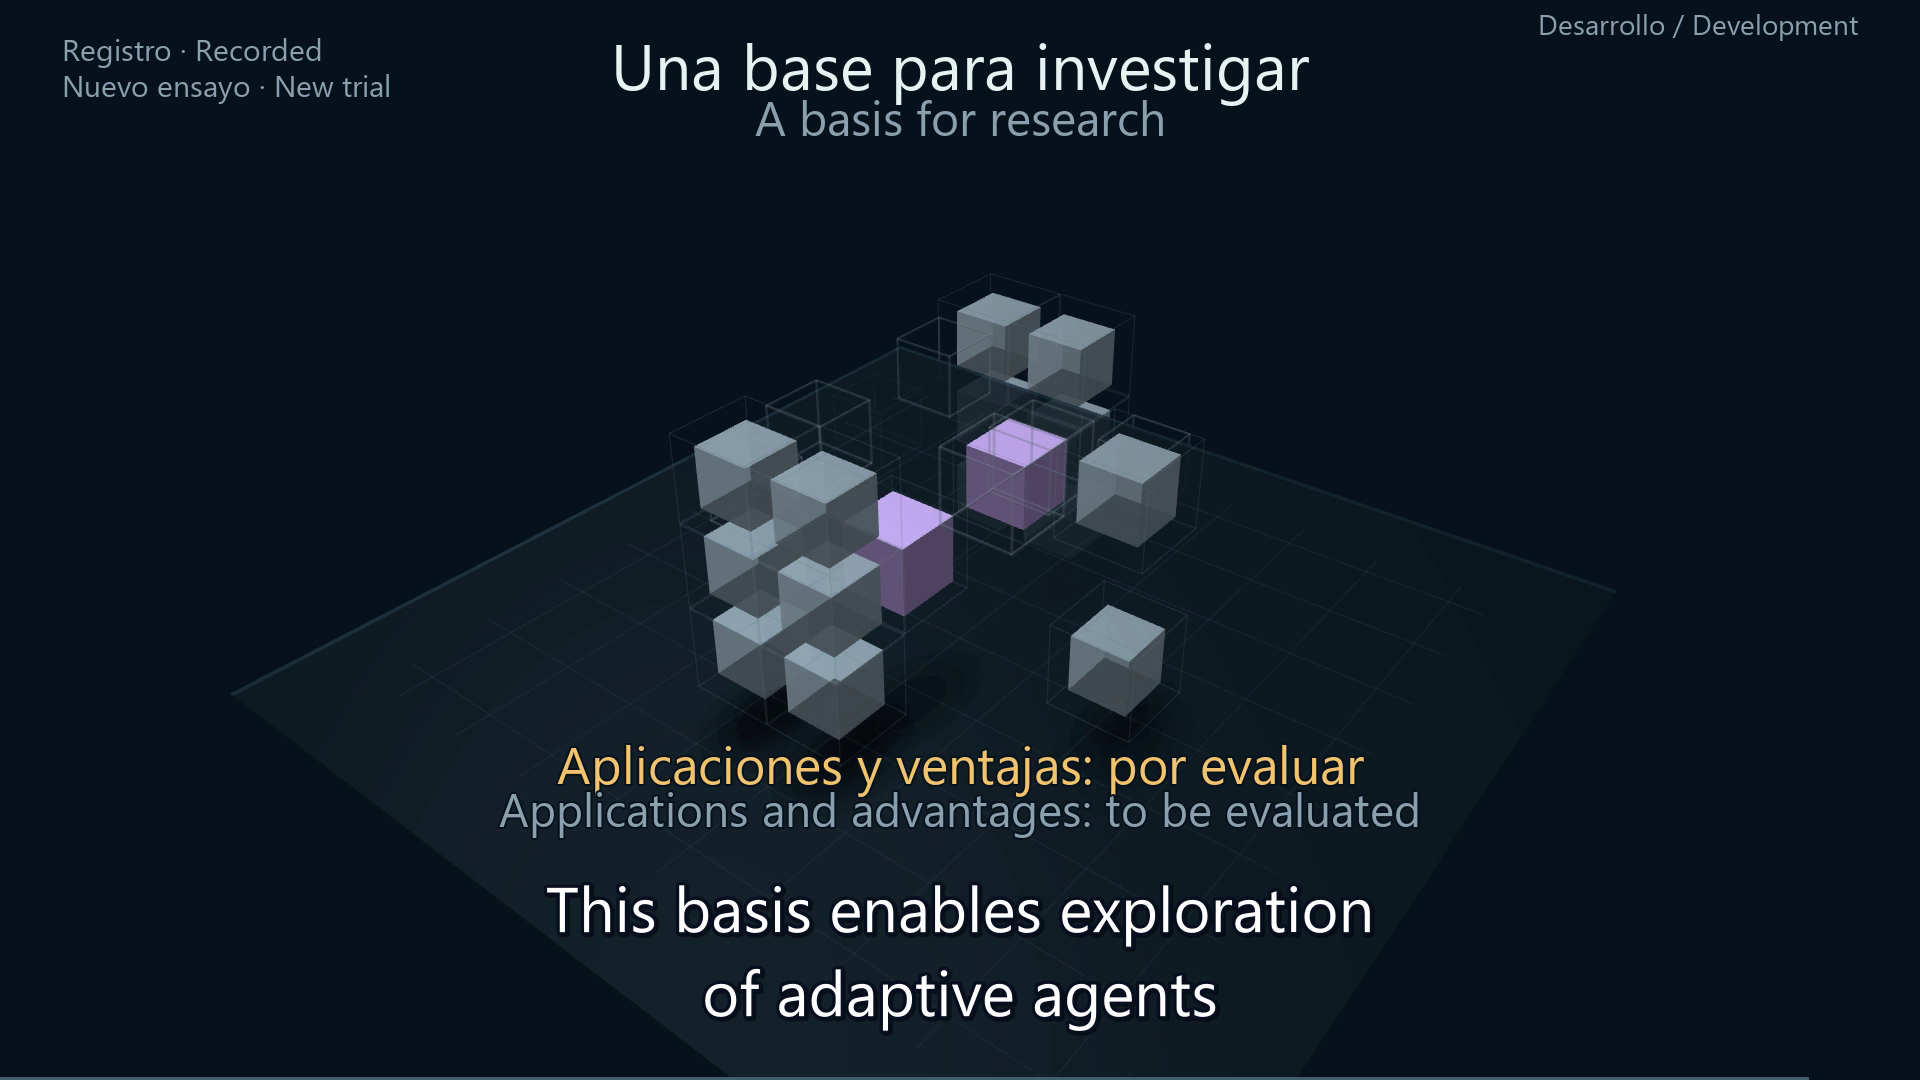 Registro · Recorded
Nuevo ensayo · New trial
Desarrollo / Development
Una base para investigar
A basis for research
Aplicaciones y ventajas: por evaluar
Applications and advantages: to be evaluated
This basis enables exploration
of adaptive agents